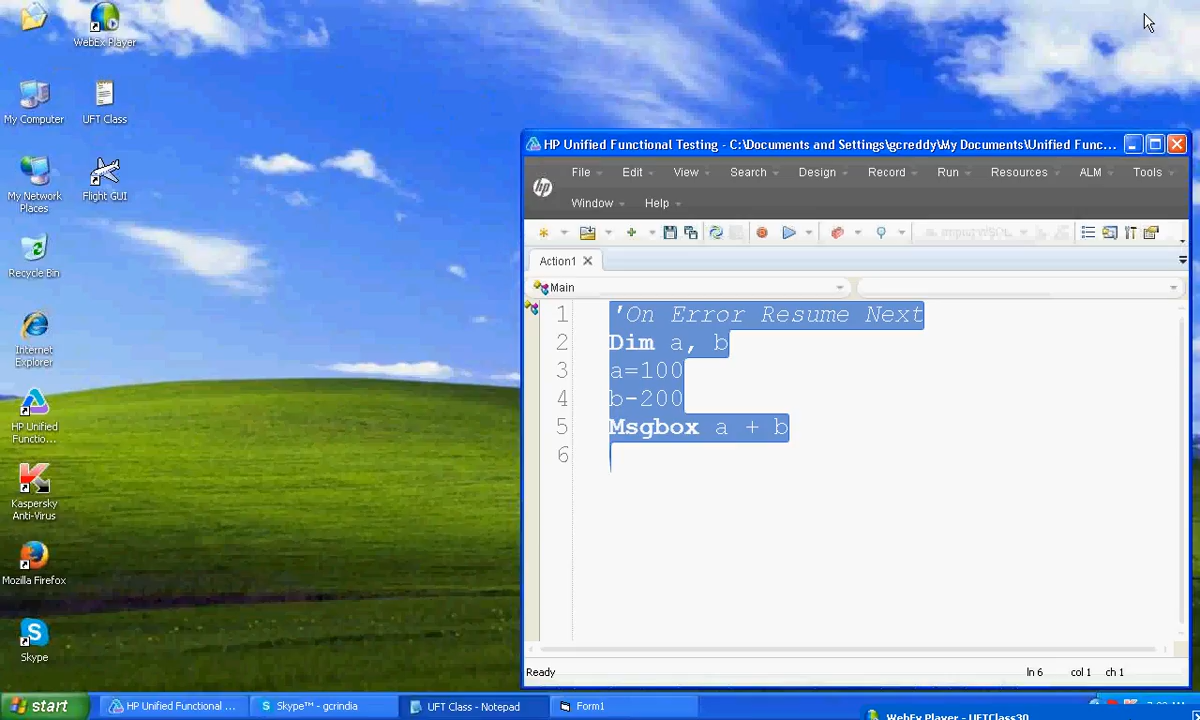 WebEx Player
My Computer
UFT Class
My Network
Places
Flight GUI
Recycle Bin
Internet
Explorer
HP Unified
Functio...
Kaspersky
Anti-Virus
Mozilla Firefox
Skype
HP Unified Functional Testing - C:\Documents and Settings\gcreddy\My Documents\Unified Func...
hp
File Edit View Search Design Record Run Resources ALM Tools
Window Help
Action1
Main
1 'On Error Resume Next
2 Dim a, b
3 a=100
4 b-200
5 Msgbox a + b
6
Ready ln 6 col 1 ch 1
start HP Unified Functional ... Skype™ - gcrindia UFT Class - Notepad Form1
WebEx Player - UFTClass30